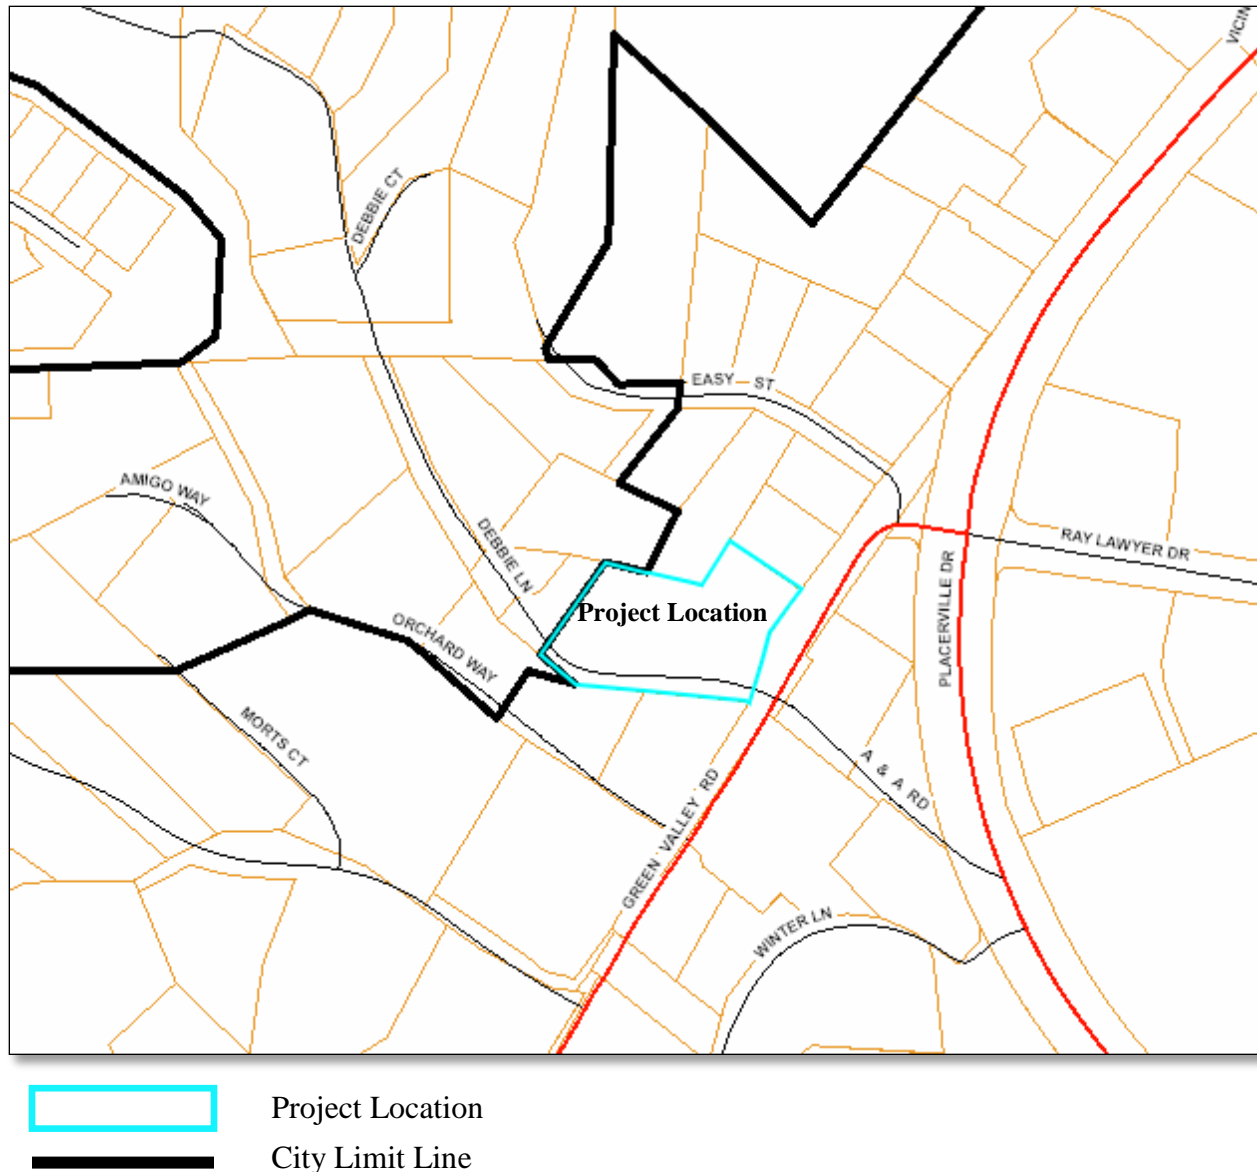 VICIN
DEBBIE CT
EASY ST
AMIGO WAY
DEBBIE LN
RAY LAWYER DR
PLACERVILLE DR
Project Location
ORCHARD WAY
MORTS CT
A & A RD
GREEN VALLEY RD
WINTER LN
Project Location
City Limit Line